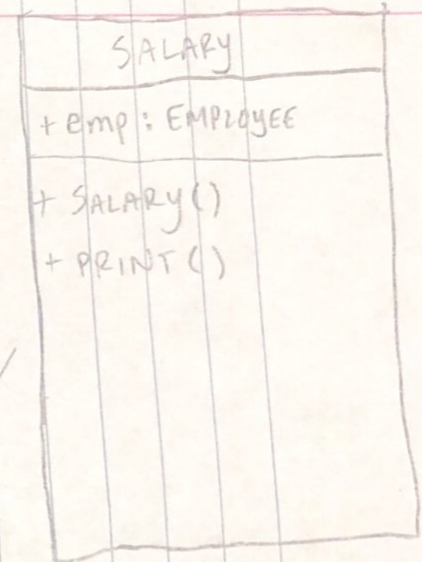 SALARY
+ emp: EMPLOYEE
+ SALARY()
+ PRINT()